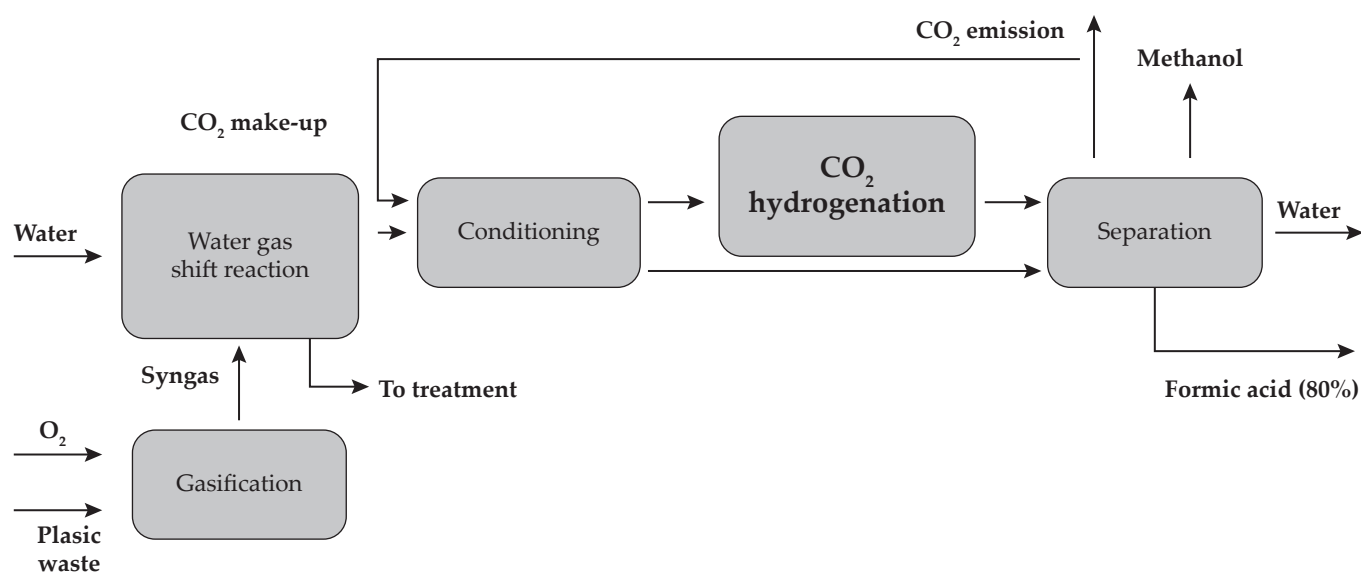 CO₂ emission
Methanol
CO₂ make-up
CO₂
hydrogenation
Water
Water gas
shift reaction
Conditioning
Separation
Water
Syngas
To treatment
Formic acid (80%)
O₂
Gasification
Plasic
waste